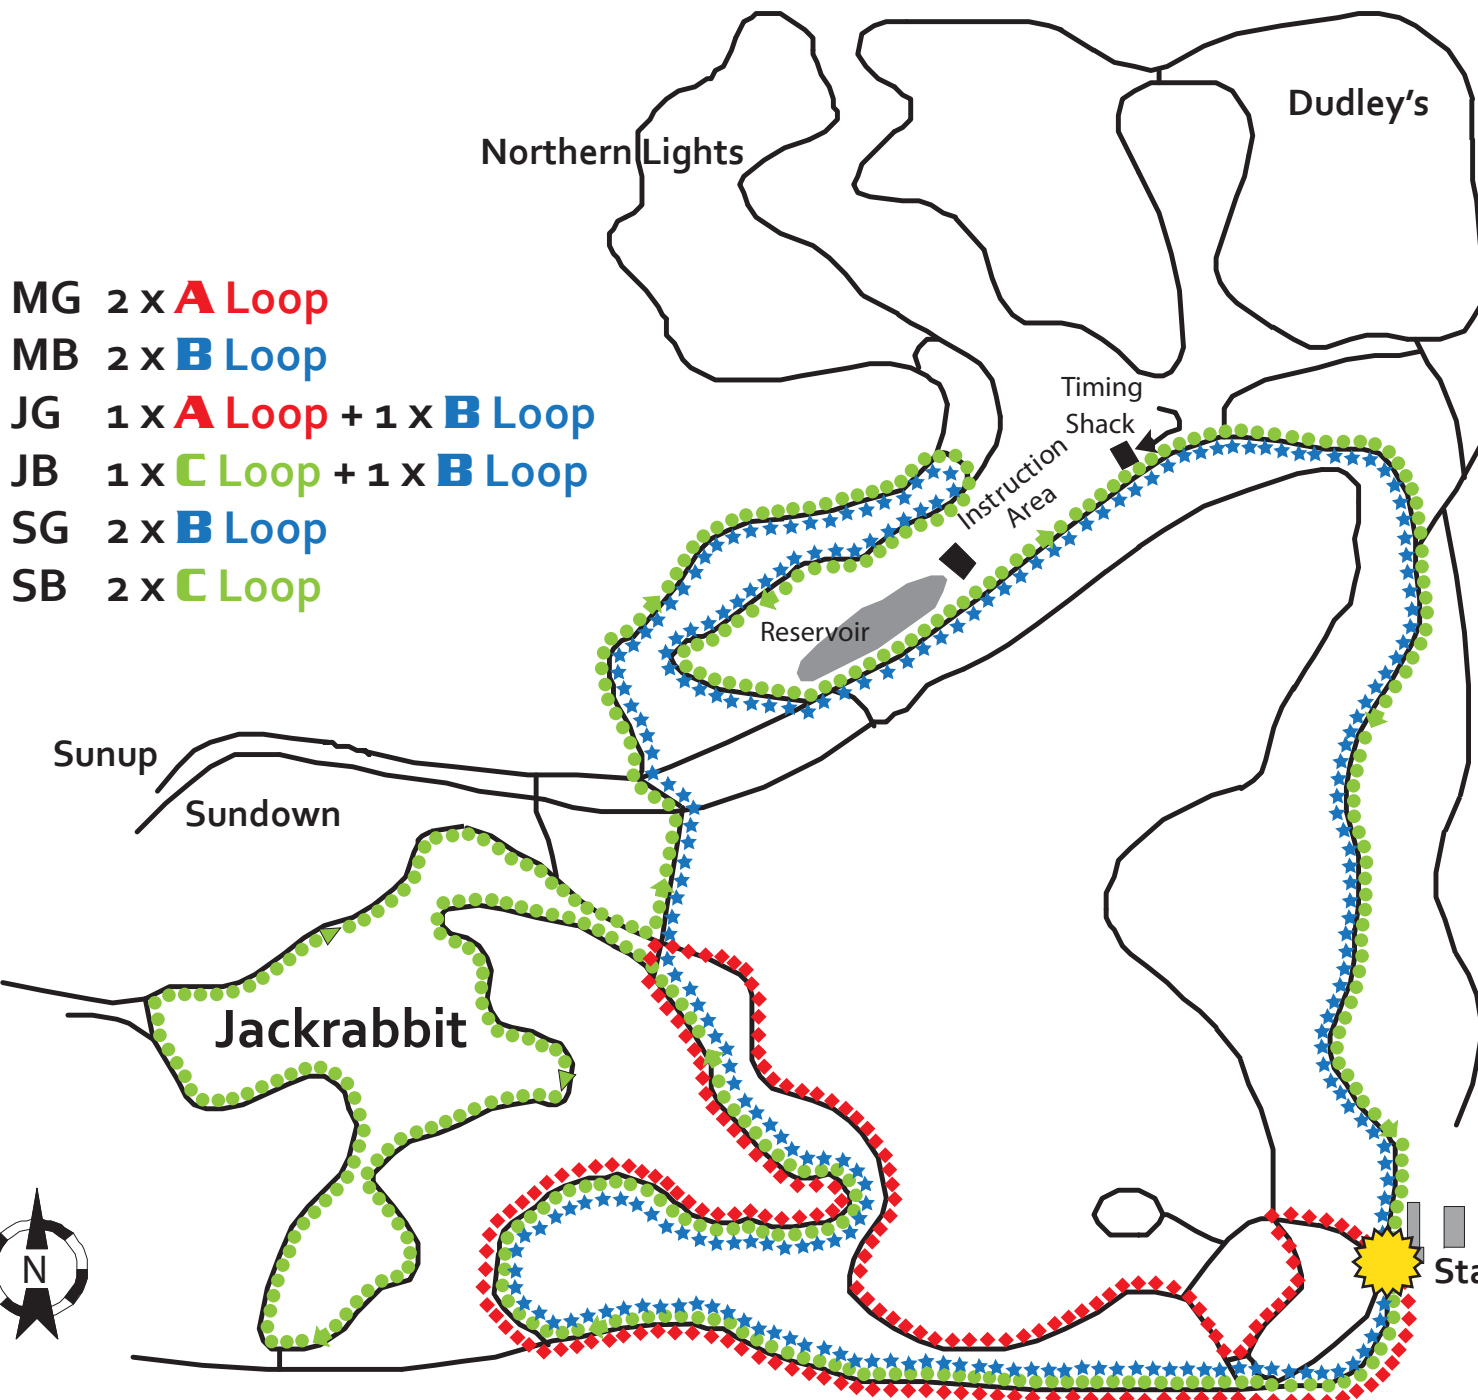 Dudley's
Northern Lights
MG 2 x A Loop
MB 2 x B Loop
JG 1 x A Loop + 1 x B Loop
JB 1 x C Loop + 1 x B Loop
SG 2 x B Loop
SB 2 x C Loop
Timing
Shack
Instruction
Area
Reservoir
Sunup
Sundown
Jackrabbit
N
Sta